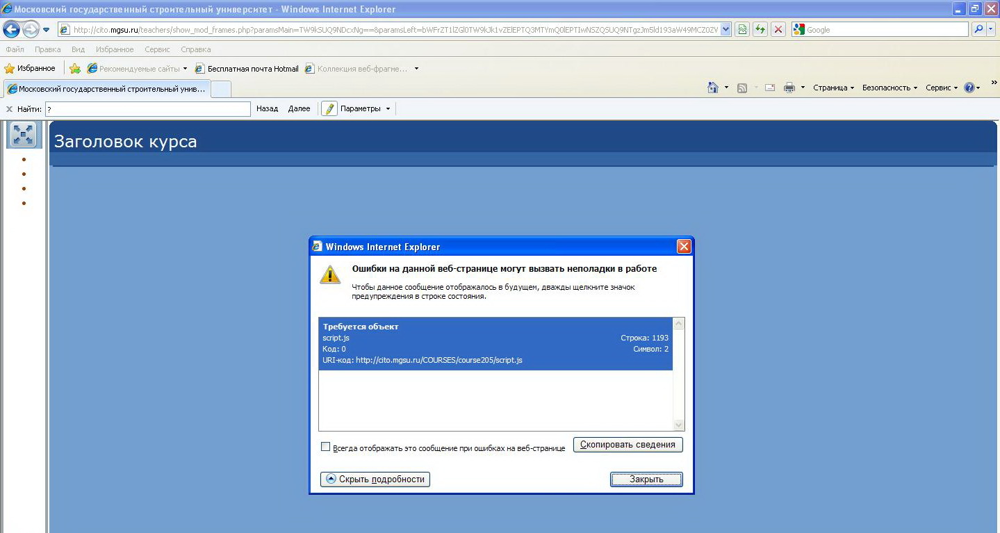 Московский государственный строительный университет - Windows Internet Explorer
http://cito.mgsu.ru/teachers/show_mod_frames.php?paramsMain=TW9kSUQ9NDcxNg==&paramsLeft=
Google
Файл Правка Вид Избранное Сервис Справка
Избранное Рекомендуемые сайты Бесплатная почта Hotmail Коллекция веб-фрагме...
Московский государственный строительный унив...
Страница Безопасность Сервис
x Найти: ? Назад Далее Параметры
Заголовок курса
Windows Internet Explorer
Ошибки на данной веб-странице могут вызвать неполадки в работе
Чтобы данное сообщение отображалось в будущем, дважды щелкните значок
предупреждения в строке состояния.
Требуется объект
script.js Строка: 1193
Код: 0 Символ: 2
URI-код: http://cito.mgsu.ru/COURSES/course205/script.js
Всегда отображать это сообщение при ошибках на веб-странице
Скопировать сведения
Скрыть подробности
Закрыть